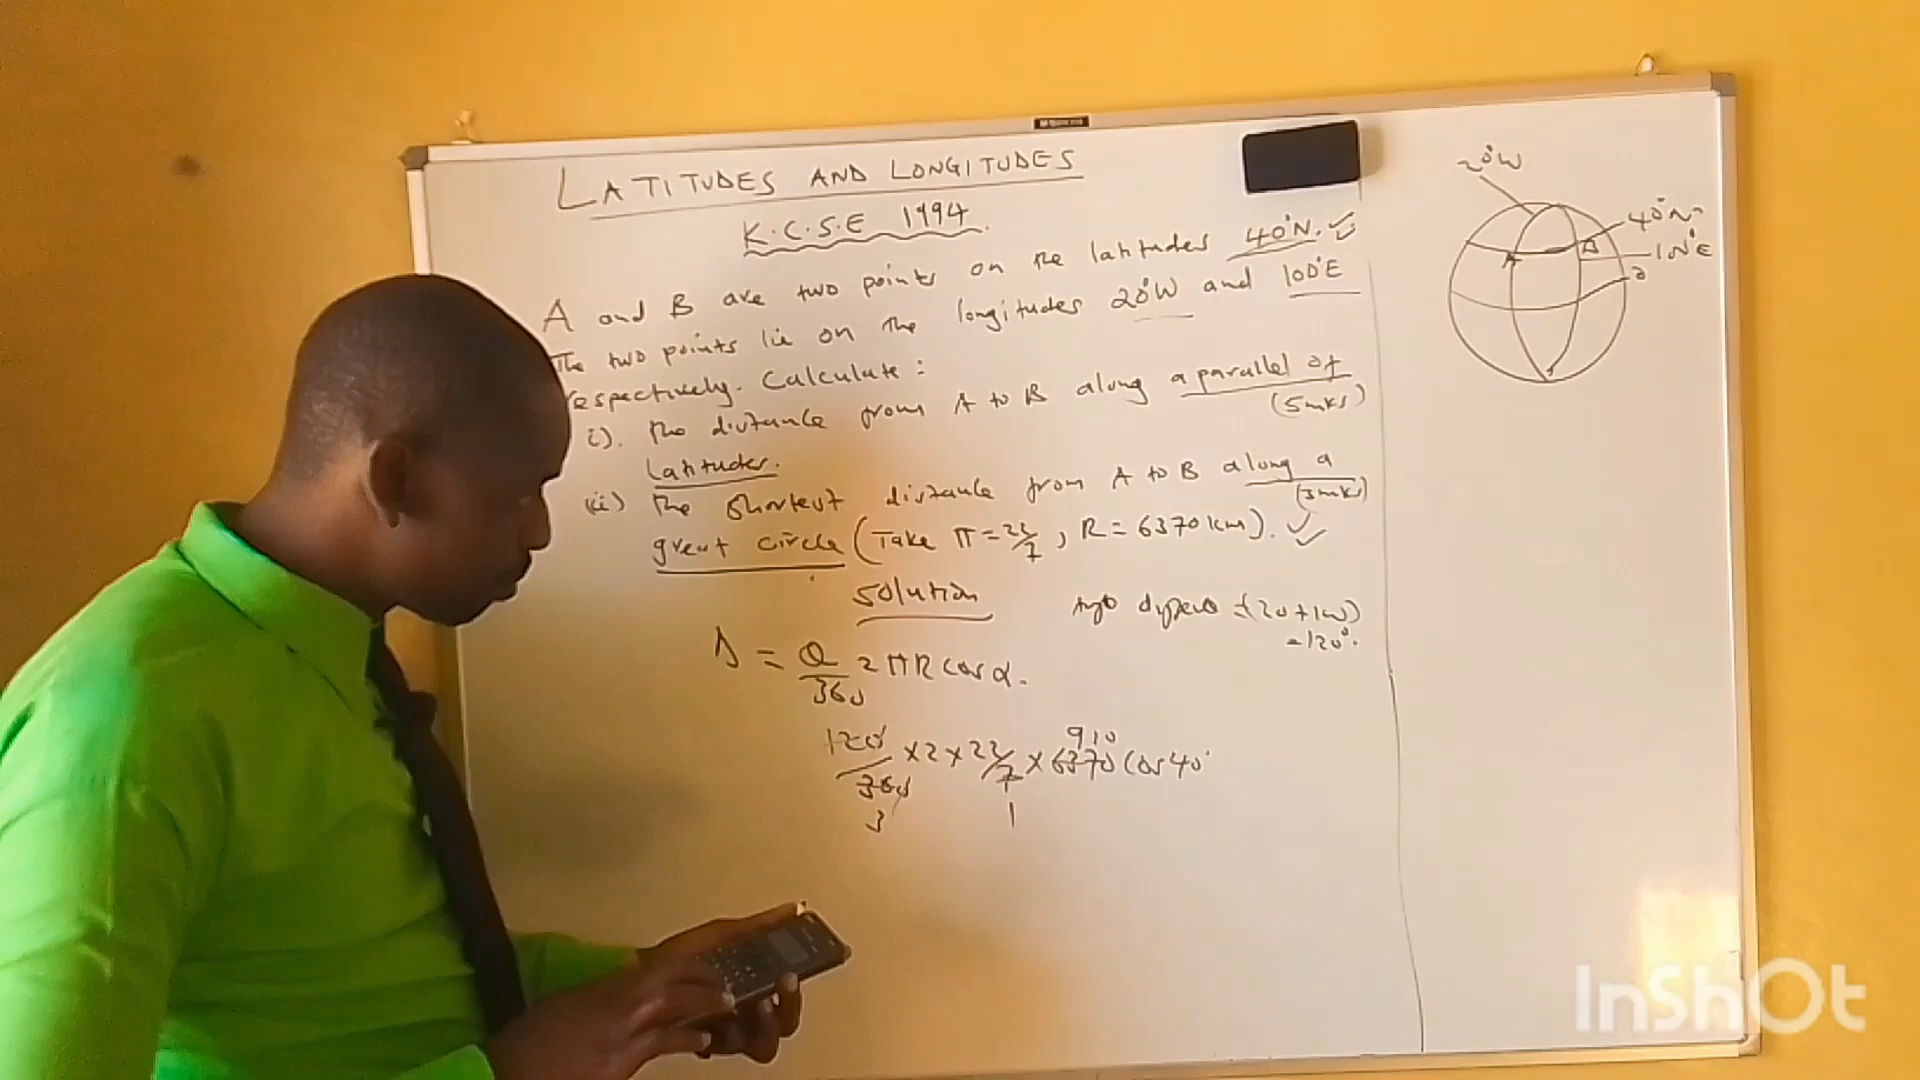 LATITUDES AND LONGITUDES
K.C.S.E 1994
A and B are two points on the latitudes 40°N.
The two points lie on the longitudes 20°W and 100°E
respectively. Calculate:
i). The distance from A to B along a parallel of
latitudes. (5mks)
(ii) The shortest distance from A to B along a
great circle (Take π = 22/7, R = 6370 km). (3mks)
Solution
= (20+100)
= 120°.
= θ/360 2πR cos α.
120/360 × 2 × 22/7 × 6370 cos 40°
910
3
1
20°W
40°N
100°E
A
B
InShOt